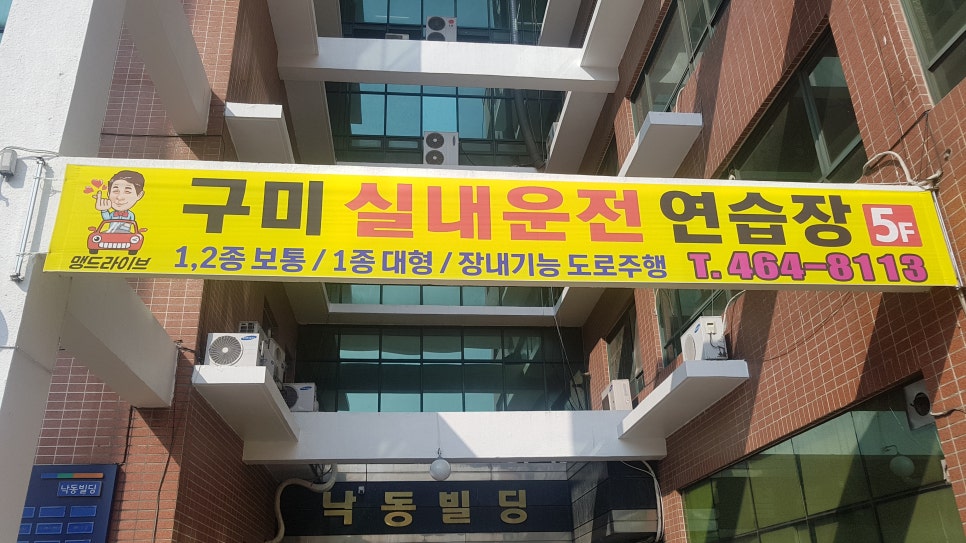 구미 실내운전 연습장 5F
맹드라이브
1,2종 보통 / 1종 대형 / 장내기능 도로주행 T. 464-8113
낙동빌딩
낙동빌딩